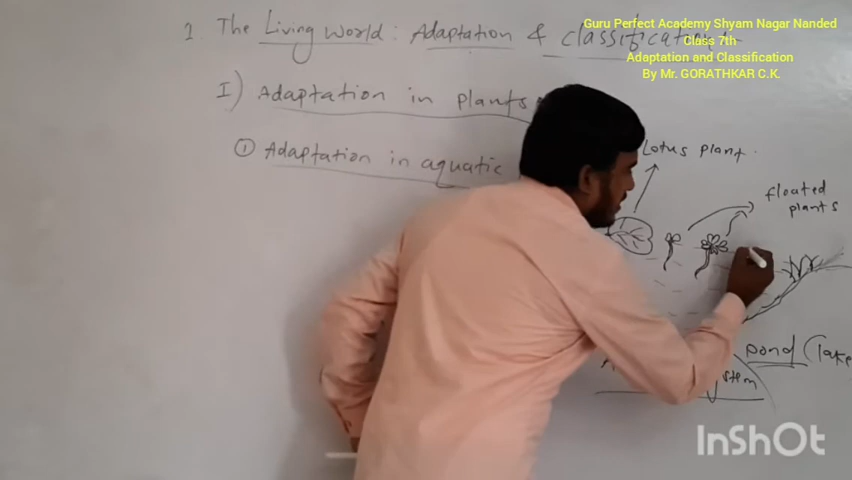 Guru Perfect Academy Shyam Nagar Nanded
Class 7th
Adaptation and Classification
By Mr. GORATHKAR C.K.
1 The Living world: Adaptation & classification
I) Adaptation in plants
① Adaptation in aquatic
Lotus plant.
floated
plants
pond (lake
stem
InShOt